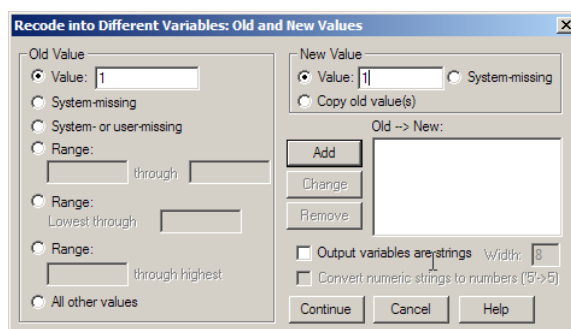 Recode into Different Variables: Old and New Values
Old Value
Value: 1
System-missing
System- or user-missing
Range:
through
Range:
Lowest through
Range:
through highest
All other values
New Value
Value: 1 System-missing
Copy old value(s)
Old --> New:
Add
Change
Remove
Output variables are strings Width: 8
Convert numeric strings to numbers ('5'->5)
Continue Cancel Help